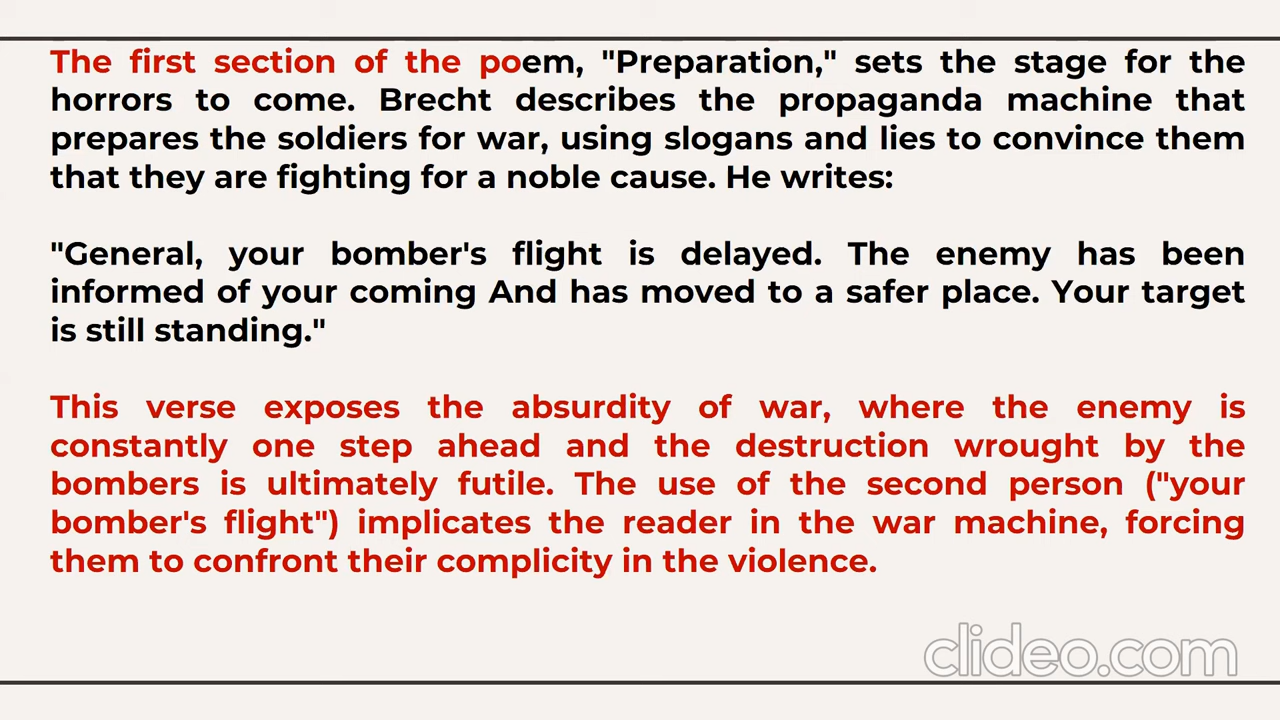 The first section of the poem, "Preparation," sets the stage for the
horrors to come. Brecht describes the propaganda machine that
prepares the soldiers for war, using slogans and lies to convince them
that they are fighting for a noble cause. He writes:
"General, your bomber's flight is delayed. The enemy has been
informed of your coming And has moved to a safer place. Your target
is still standing."
This verse exposes the absurdity of war, where the enemy is
constantly one step ahead and the destruction wrought by the
bombers is ultimately futile. The use of the second person ("your
bomber's flight") implicates the reader in the war machine, forcing
them to confront their complicity in the violence.
clideo.com